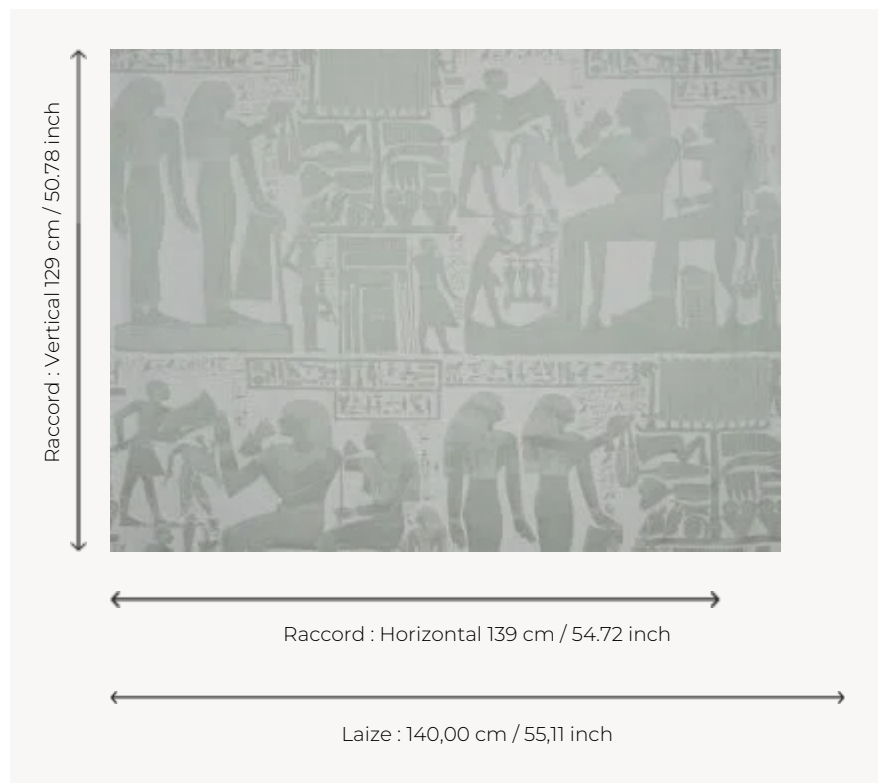 Raccord : Vertical 129 cm / 50.78 inch
Raccord : Horizontal 139 cm / 54.72 inch
Laize : 140,00 cm / 55,11 inch